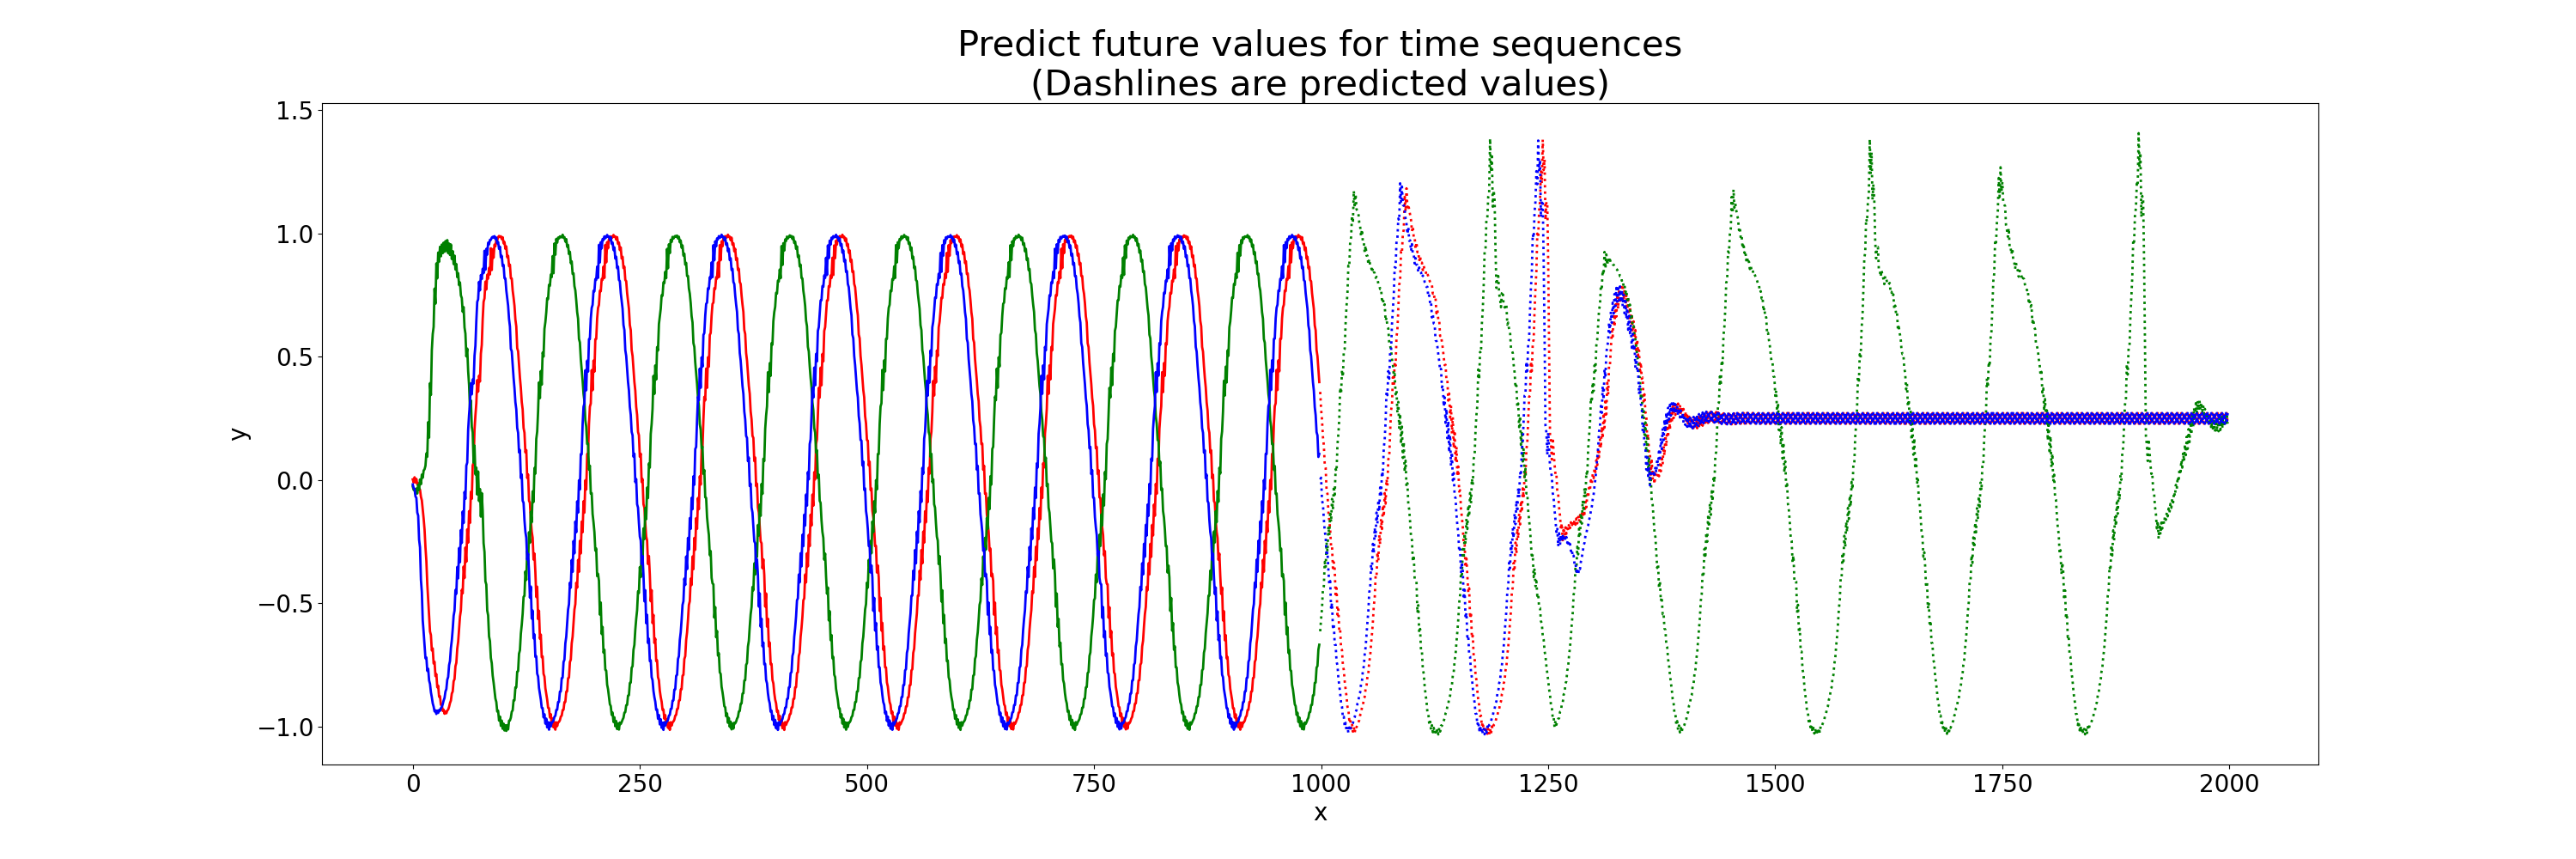 Predict future values for time sequences
(Dashlines are predicted values)
1.5
1.0
0.5
0.0
−0.5
−1.0
y
0 250 500 750 1000 1250 1500 1750 2000
x